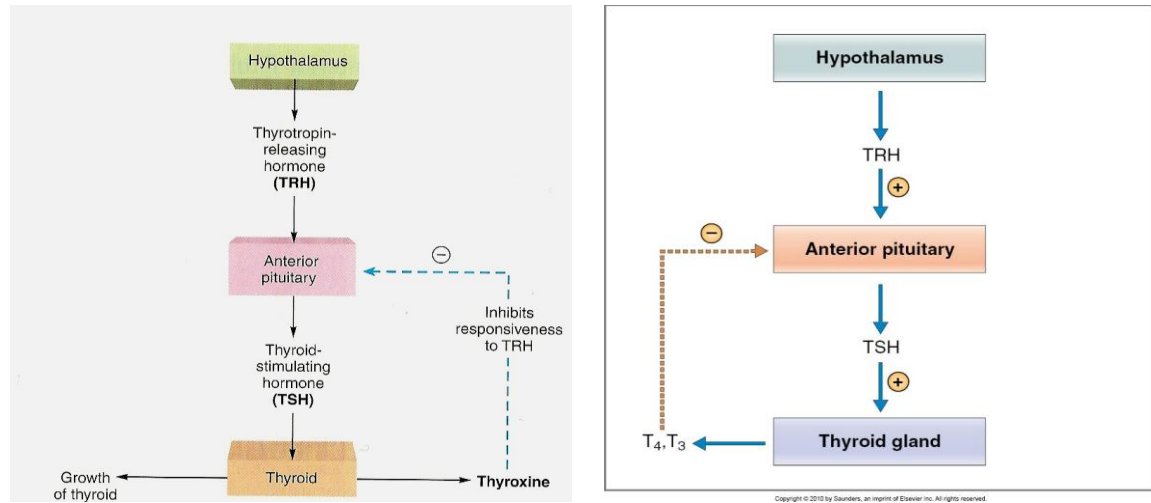 Hypothalamus
Thyrotropin-
releasing
hormone
(TRH)
Anterior
pituitary
−
Inhibits
responsiveness
to TRH
Thyroid-
stimulating
hormone
(TSH)
Thyroid
Growth
of thyroid
Thyroxine
Hypothalamus
TRH
+
−
Anterior pituitary
TSH
+
T₄,T₃
Thyroid gland
Copyright © 2010 by Saunders, an imprint of Elsevier Inc. All rights reserved.